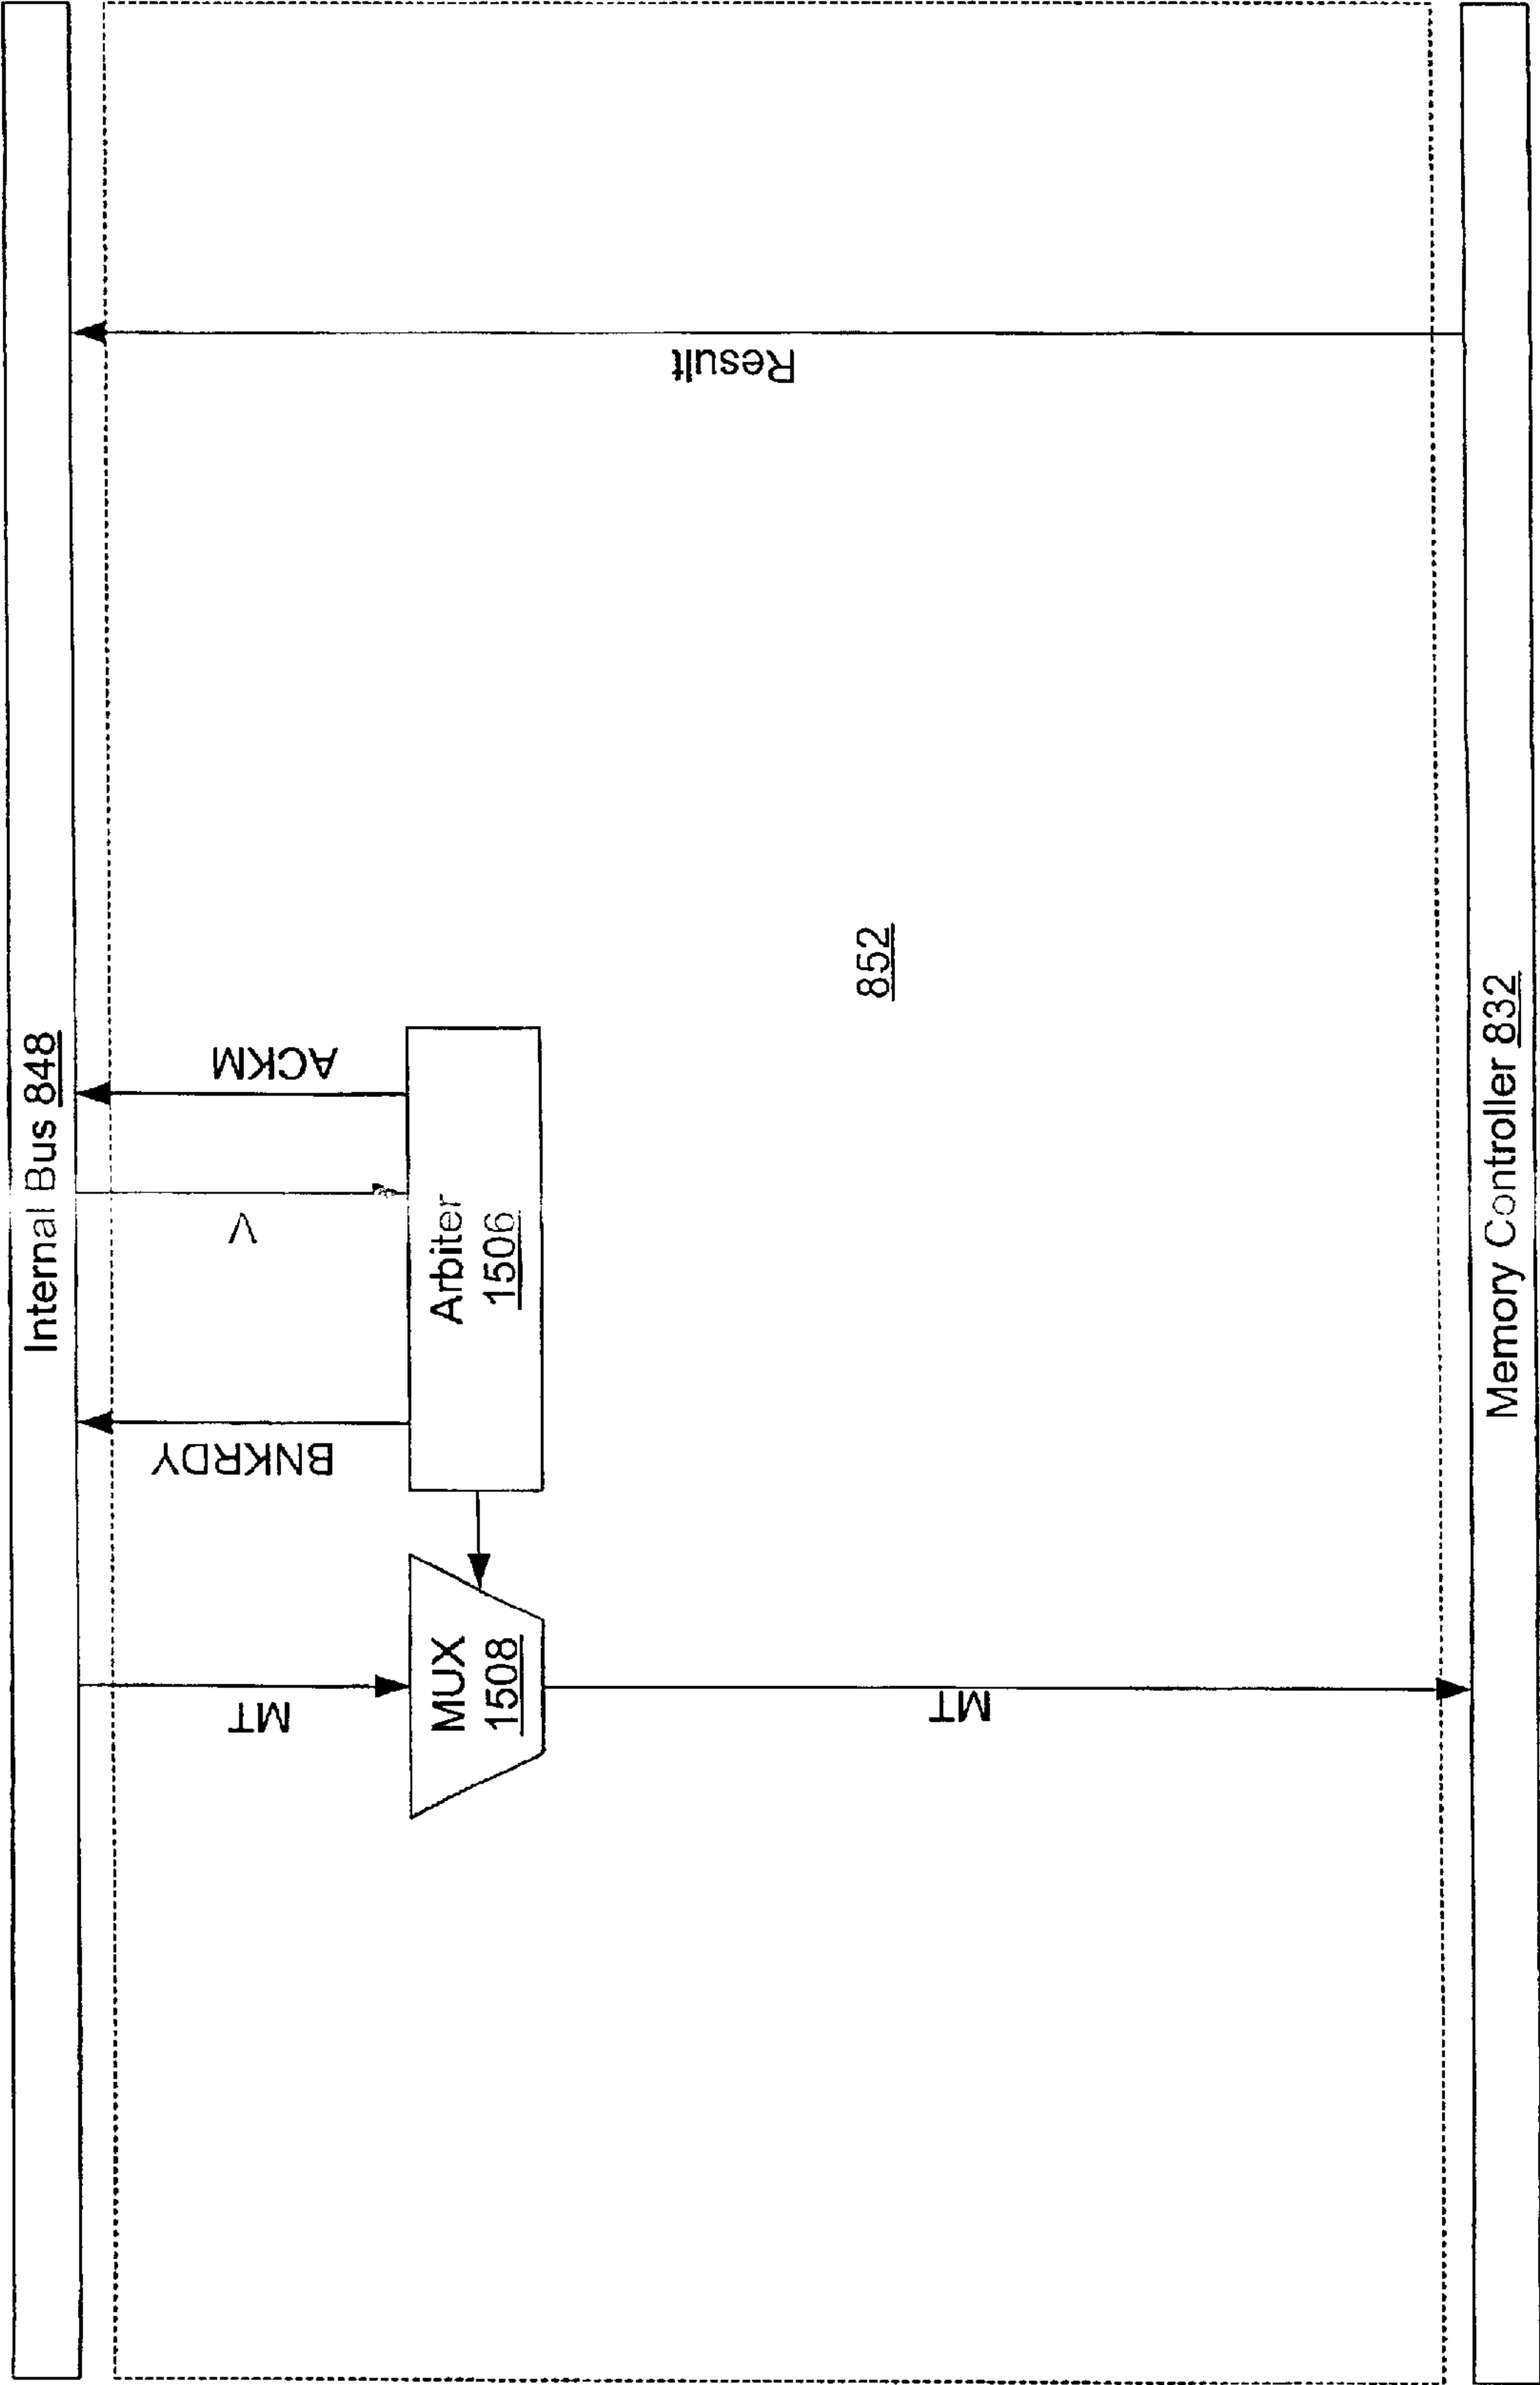 Internal Bus 848
MT
BNKRDY
V
ACKM
MUX
1508
Arbiter
1506
MT
852
Result
Memory Controller 832